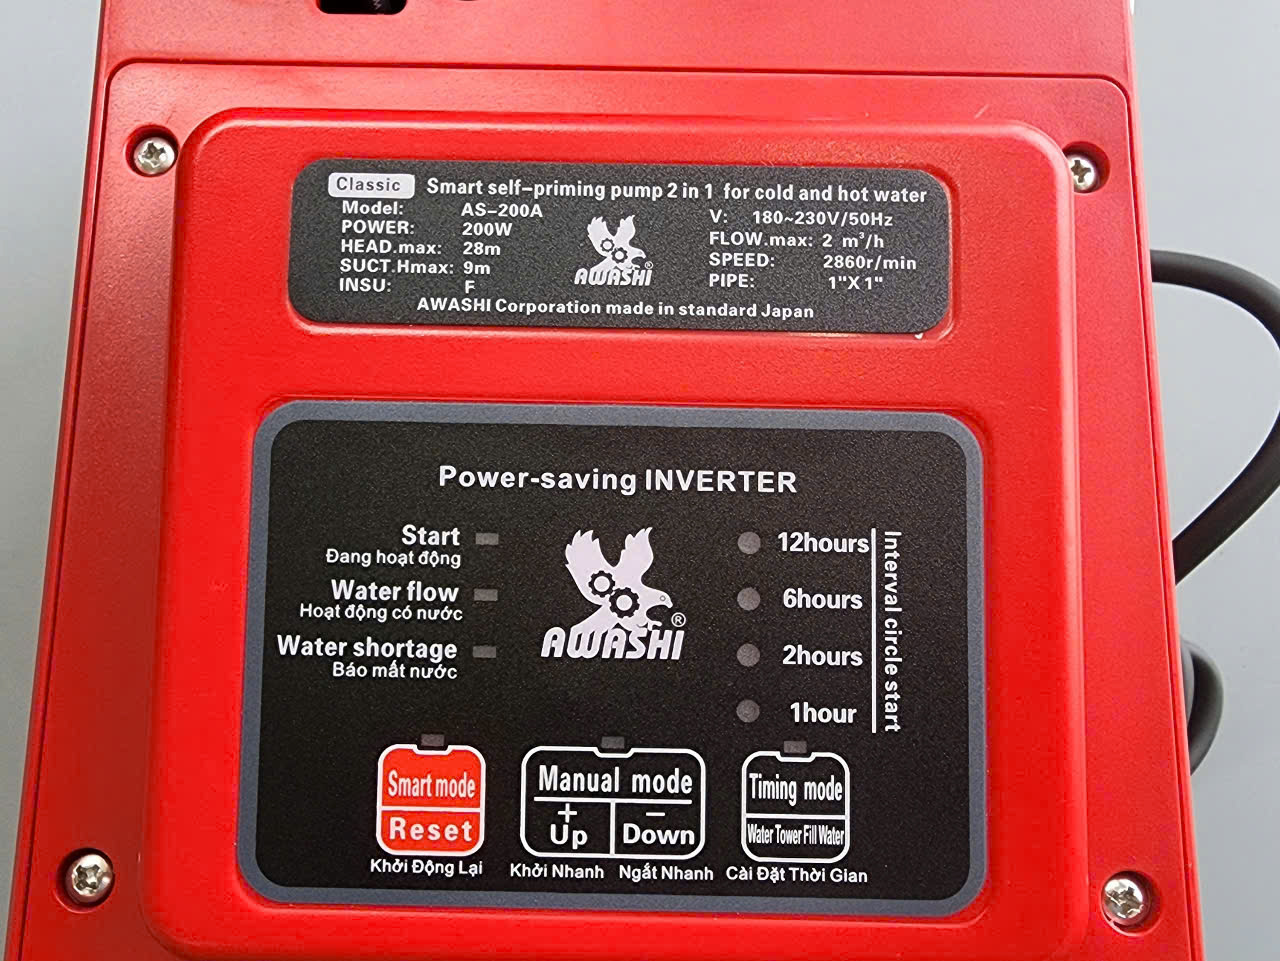 Classic Smart self-priming pump 2 in 1 for cold and hot water
Model: AS-200A
POWER: 200W
HEAD.max: 28m
SUCT.Hmax: 9m
INSU: F
AWASHI ®
V: 180~230V/50Hz
FLOW.max: 2 m³/h
SPEED: 2860r/min
PIPE: 1"X 1"
AWASHI Corporation made in standard Japan
Power-saving INVERTER
Start
Đang hoạt động
Water flow
Hoạt động có nước
Water shortage
Báo mất nước
AWASHI ®
12hours
6hours
2hours
1hour
Interval circle start
Smart mode
Reset
Khởi Động Lại
Manual mode
+ Up
− Down
Khởi Nhanh Ngắt Nhanh
Timing mode
Water Tower Fill Water
Cài Đặt Thời Gian